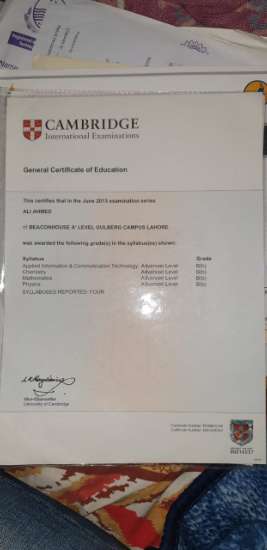 CAMBRIDGE
International Examinations
General Certificate of Education
This certifies that in the June 2015 examination series
ALI AHMED
of BEACONHOUSE A' LEVEL GULBERG CAMPUS LAHORE
was awarded the following grade(s) in the syllabus(es) shown:
Syllabus Grade
Applied Information & Communication Technology Advanced Level B(b)
Chemistry Advanced Level B(b)
Mathematics Advanced Level B(b)
Physics Advanced Level B(b)
SYLLABUSES REPORTED: FOUR
Vice-Chancellor
University of Cambridge